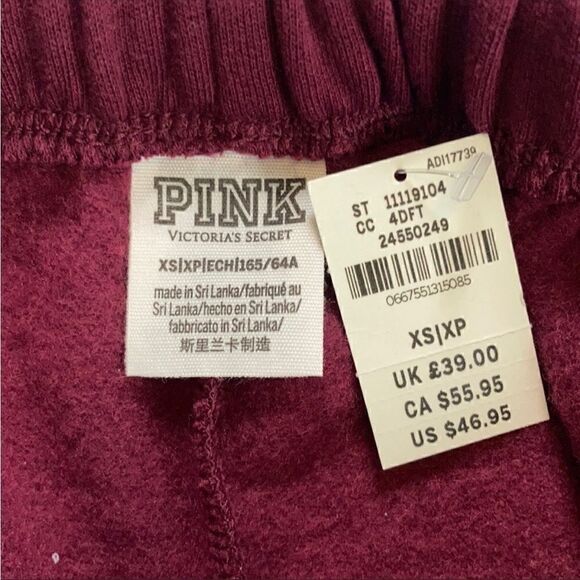 PINK
VICTORIA'S SECRET
XS|XP|ECH|165/64A
made in Sri Lanka/fabriqué au
Sri Lanka/hecho en Sri Lanka/
fabbricato in Sri Lanka/
斯里兰卡制造
ADI17739
ST 11119104
CC 4DFT
24550249
0667551315085
XS|XP
UK £39.00
CA $55.95
US $46.95